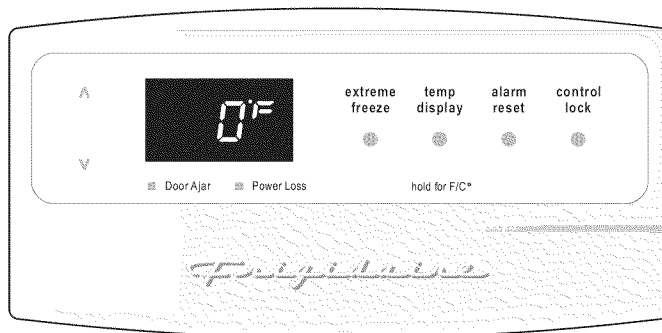 extreme freeze
temp display
alarm reset
control lock
0°F
Door Ajar
Power Loss
hold for F/C°
Frigidaire